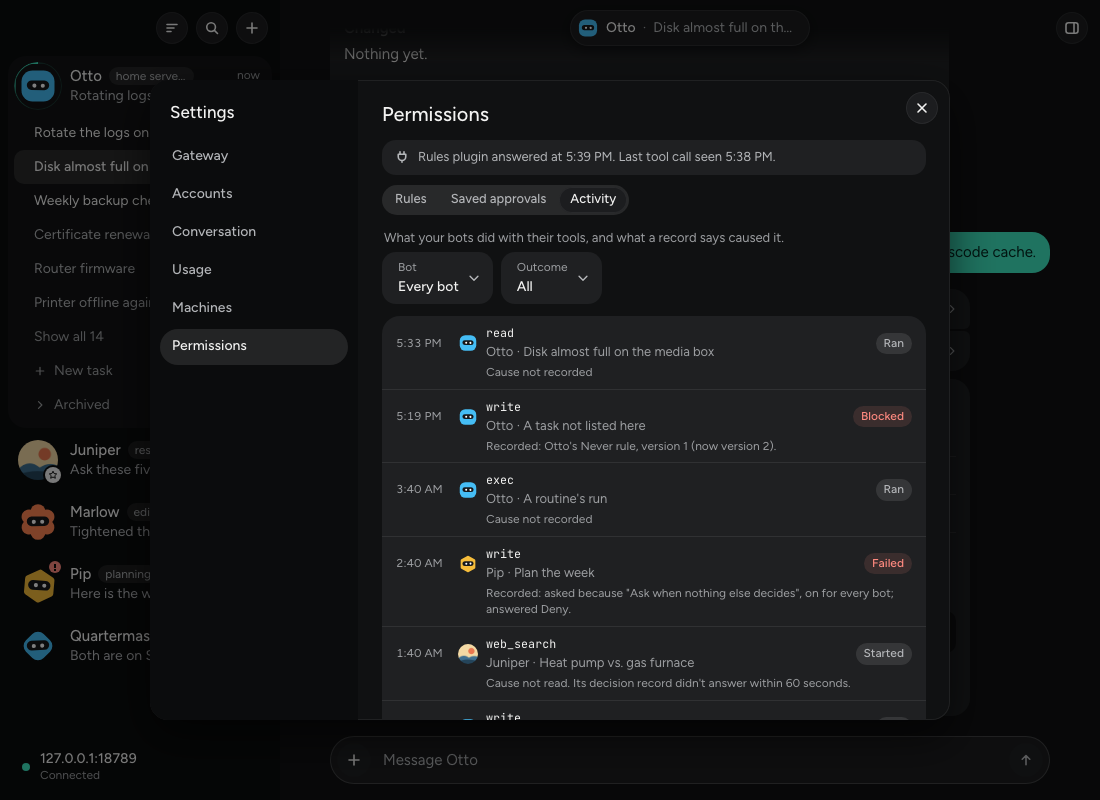 Otto · Disk almost full on th...
Nothing yet.
Otto home serve... now
Rotating logs
Rotate the logs on
Disk almost full on
Weekly backup che
Certificate renewa
Router firmware
Printer offline again
Show all 14
New task
Archived
Juniper res
Ask these fiv
Marlow edi
Tightened th
Pip planning
Here is the w
Quartermas
Both are on S
127.0.0.1:18789
Connected
Settings
Gateway
Accounts
Conversation
Usage
Machines
Permissions
Permissions
Rules plugin answered at 5:39 PM. Last tool call seen 5:38 PM.
Rules Saved approvals Activity
What your bots did with their tools, and what a record says caused it.
Bot
Every bot
Outcome
All
5:33 PM
read
Otto · Disk almost full on the media box
Cause not recorded
Ran
5:19 PM
write
Otto · A task not listed here
Recorded: Otto's Never rule, version 1 (now version 2).
Blocked
3:40 AM
exec
Otto · A routine's run
Cause not recorded
Ran
2:40 AM
write
Pip · Plan the week
Recorded: asked because "Ask when nothing else decides", on for every bot;
answered Deny.
Failed
1:40 AM
web_search
Juniper · Heat pump vs. gas furnace
Cause not read. Its decision record didn't answer within 60 seconds.
Started
write
scode cache.
Message Otto